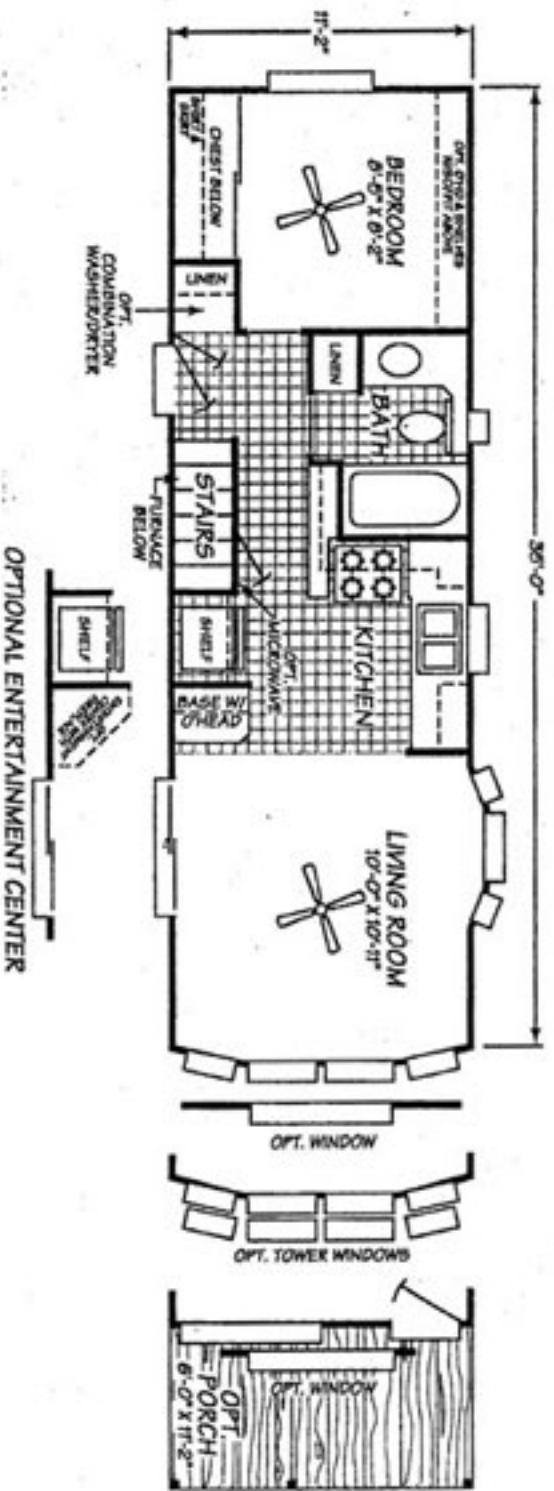 36'-0"
11'-2"
BEDROOM
8'-5" X 8'-2"
CHEST BELOW
LINEN
OPT.
COMBINATION
WASHER/DRYER
LINEN
BATH
STAIRS
FURNACE
BELOW
KITCHEN
OPT.
MICROWAVE
SHELF
BASE W/
O'HEAD
LIVING ROOM
10'-0" X 10'-11"
SHELF
OPTIONAL ENTERTAINMENT CENTER
OPT. WINDOW
OPT. TOWER WINDOWS
OPT. WINDOW
OPT
PORCH
6'-0" X 11'-2"